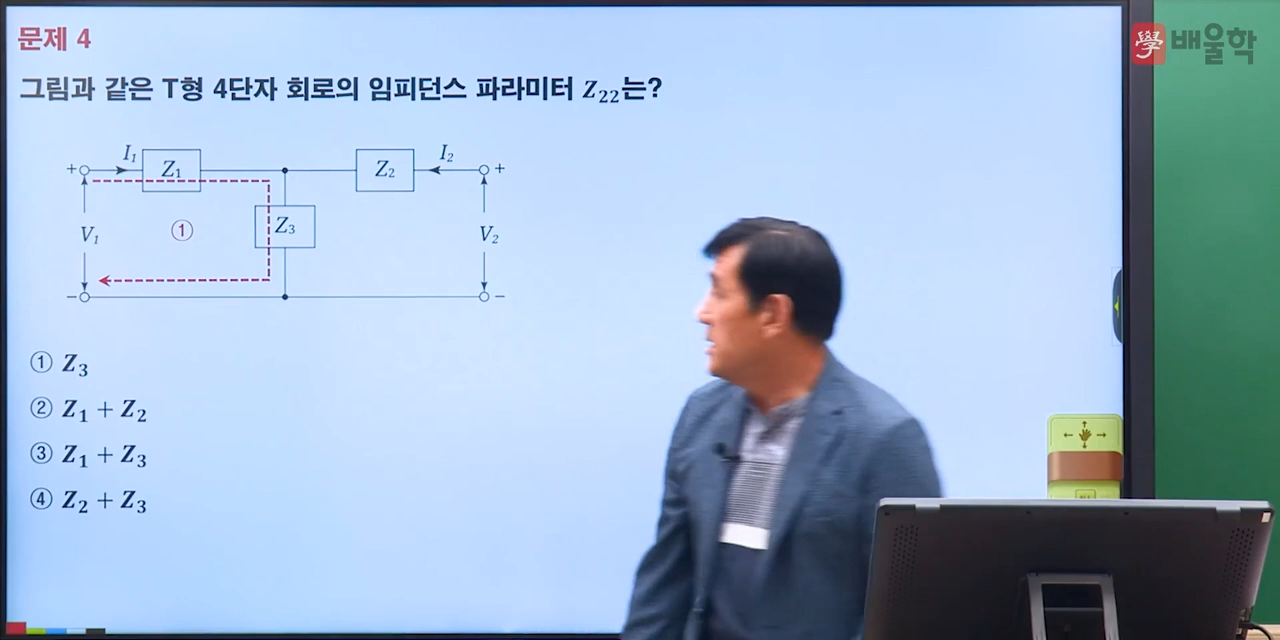 문제 4
學 배울학
그림과 같은 T형 4단자 회로의 임피던스 파라미터 Z₂₂는?
+ I₁ Z₁ Z₂ I₂ +
V₁ ① Z₃ V₂
− −
① Z₃
② Z₁ + Z₂
③ Z₁ + Z₃
④ Z₂ + Z₃